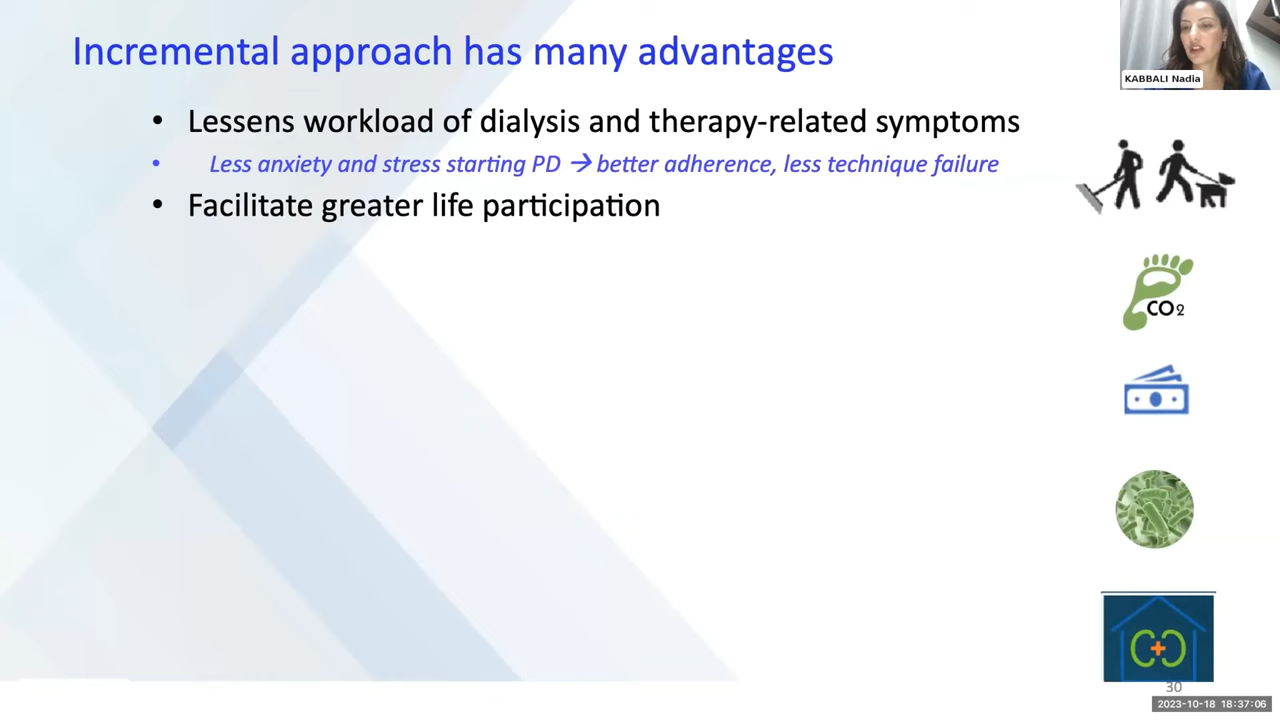 Incremental approach has many advantages
KABBALI Nadia
• Lessens workload of dialysis and therapy-related symptoms
• Less anxiety and stress starting PD → better adherence, less technique failure
• Facilitate greater life participation
CO2
30
2023-10-18 18:37:06